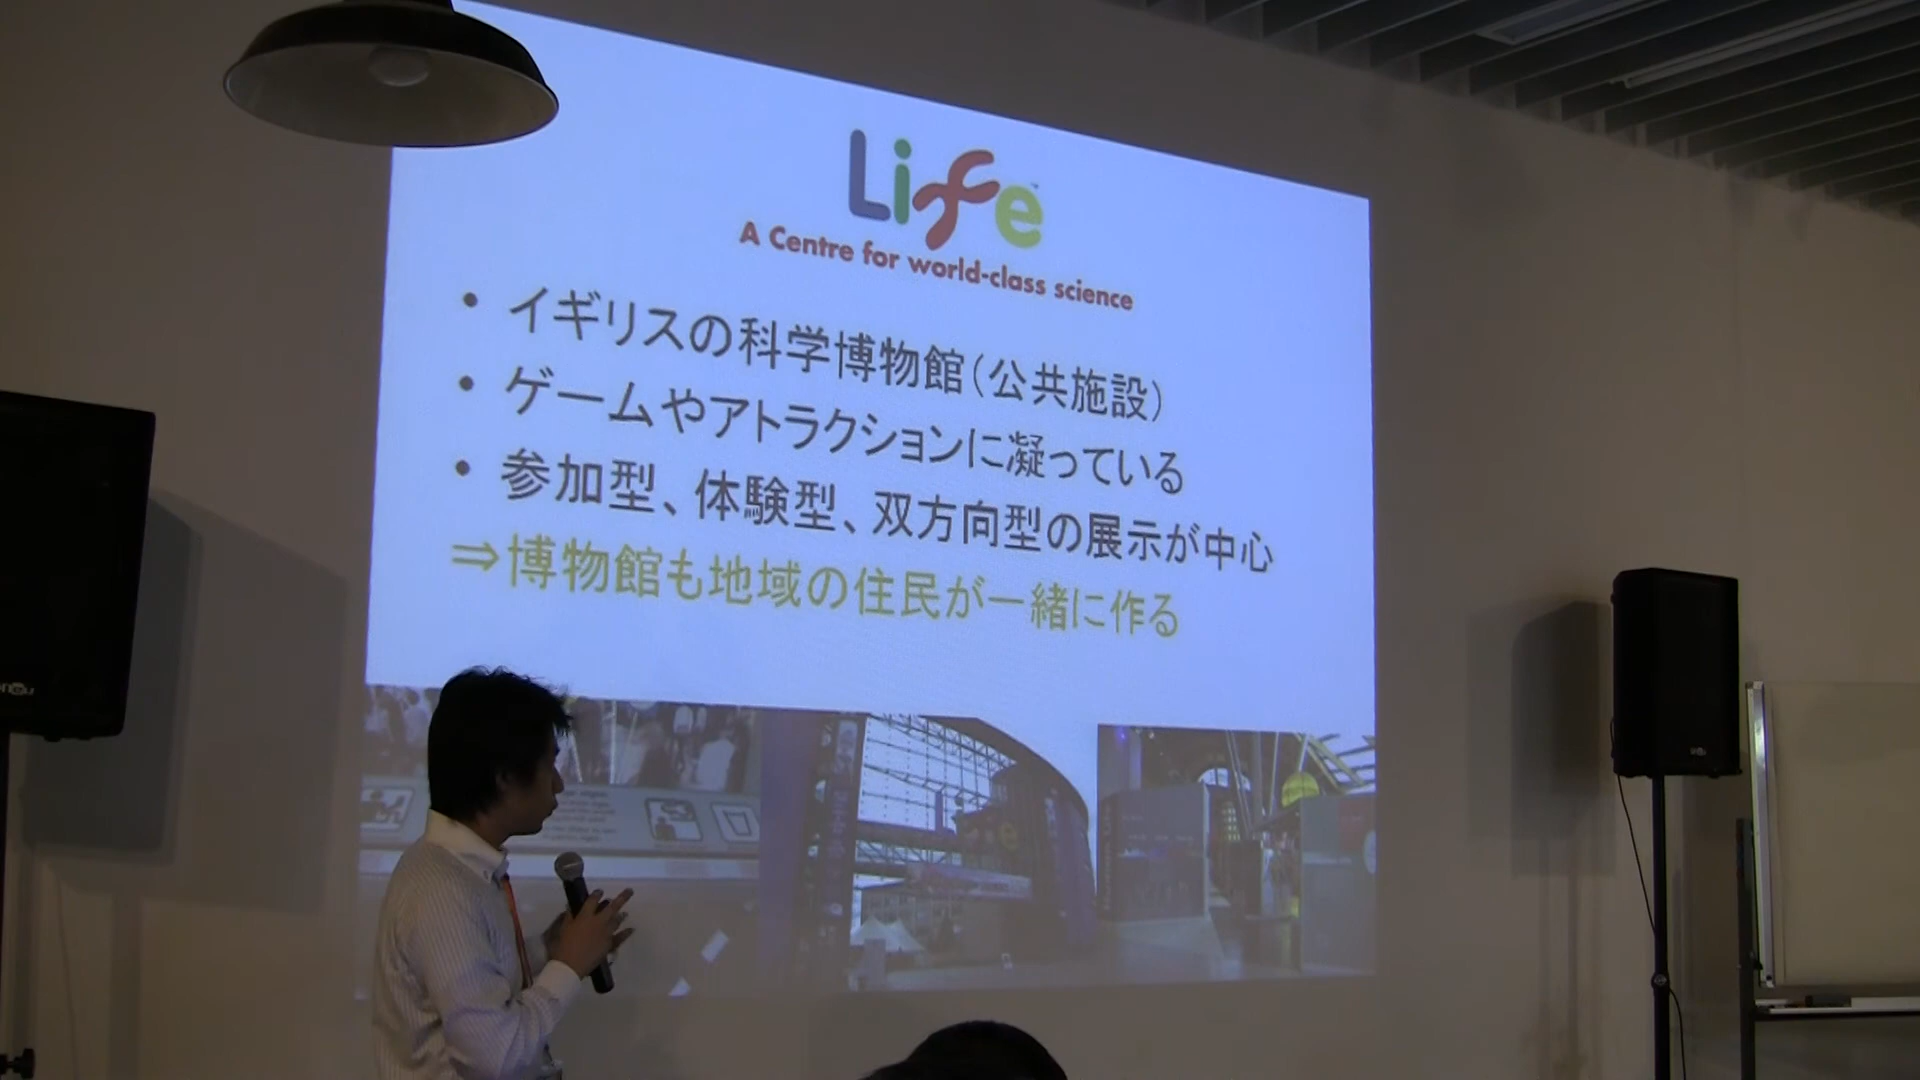 Life
A Centre for world-class science
• イギリスの科学博物館(公共施設)
• ゲームやアトラクションに凝っている
• 参加型、体験型、双方向型の展示が中心
⇒博物館も地域の住民が一緒に作る